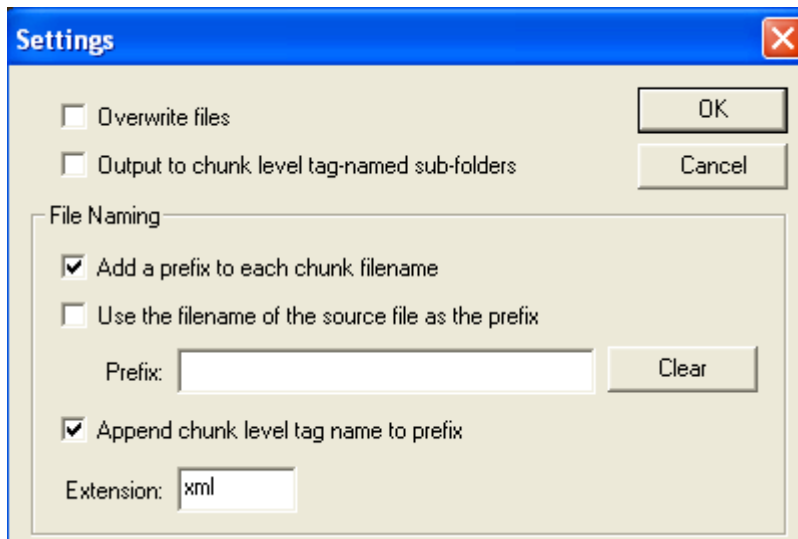 Settings
Overwrite files
OK
Output to chunk level tag-named sub-folders
Cancel
File Naming
Add a prefix to each chunk filename
Use the filename of the source file as the prefix
Prefix:
Clear
Append chunk level tag name to prefix
Extension: xml